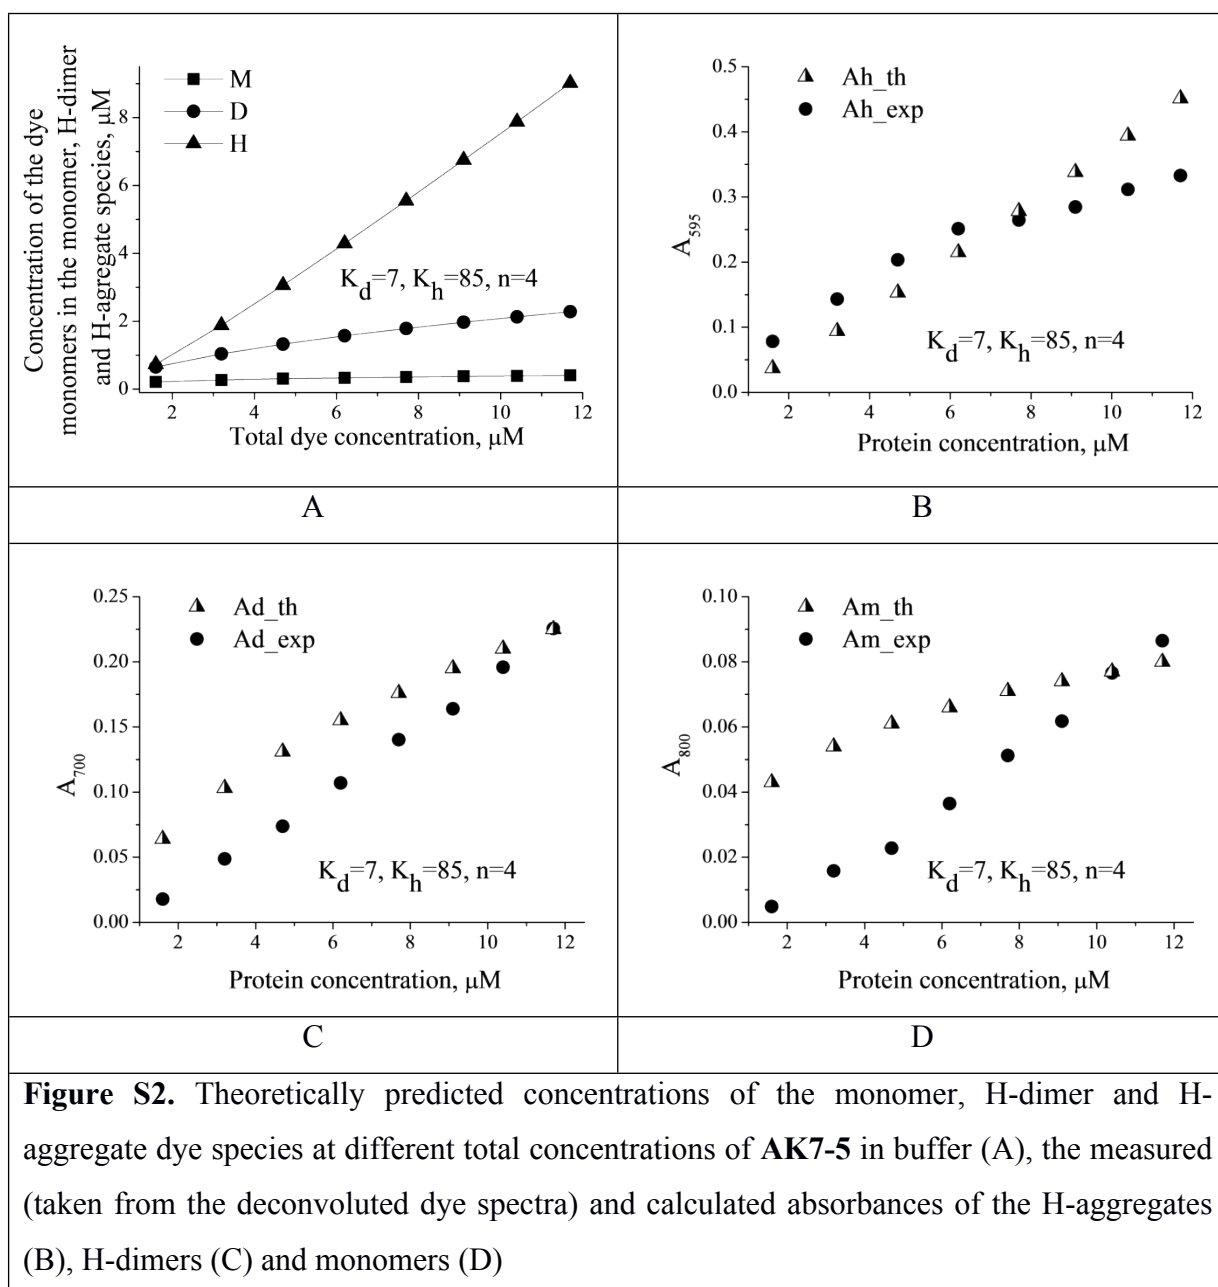 Concentration of the dye
monomers in the monomer, H-dimer
and H-agregate species, μM
M
D
H
8
6
4
2
0
K_d=7, K_h=85, n=4
2 4 6 8 10 12
Total dye concentration, μM
A
A_595
0.5
0.4
0.3
0.2
0.1
0.0
Ah_th
Ah_exp
K_d=7, K_h=85, n=4
2 4 6 8 10 12
Protein concentration, μM
B
A_700
0.25
0.20
0.15
0.10
0.05
0.00
Ad_th
Ad_exp
K_d=7, K_h=85, n=4
2 4 6 8 10 12
Protein concentration, μM
C
A_800
0.10
0.08
0.06
0.04
0.02
0.00
Am_th
Am_exp
K_d=7, K_h=85, n=4
2 4 6 8 10 12
Protein concentration, μM
D
Figure S2. Theoretically predicted concentrations of the monomer, H-dimer and H-
aggregate dye species at different total concentrations of AK7-5 in buffer (A), the measured
(taken from the deconvoluted dye spectra) and calculated absorbances of the H-aggregates
(B), H-dimers (C) and monomers (D)